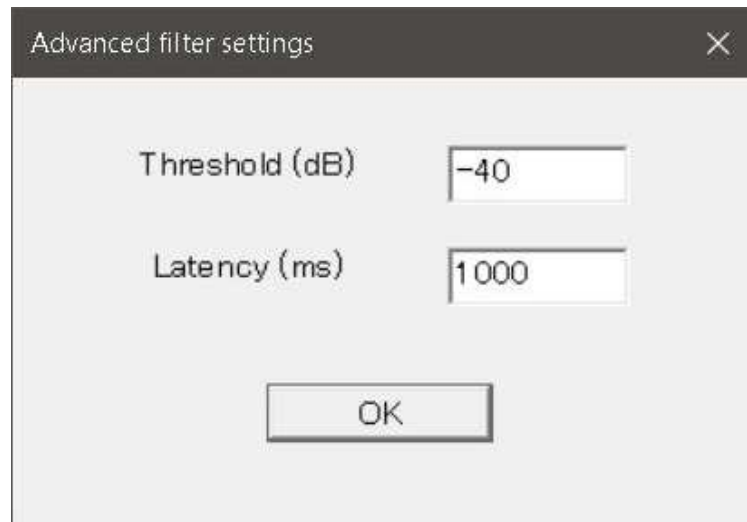 Advanced filter settings
Threshold (dB) -40
Latency (ms) 1000
OK